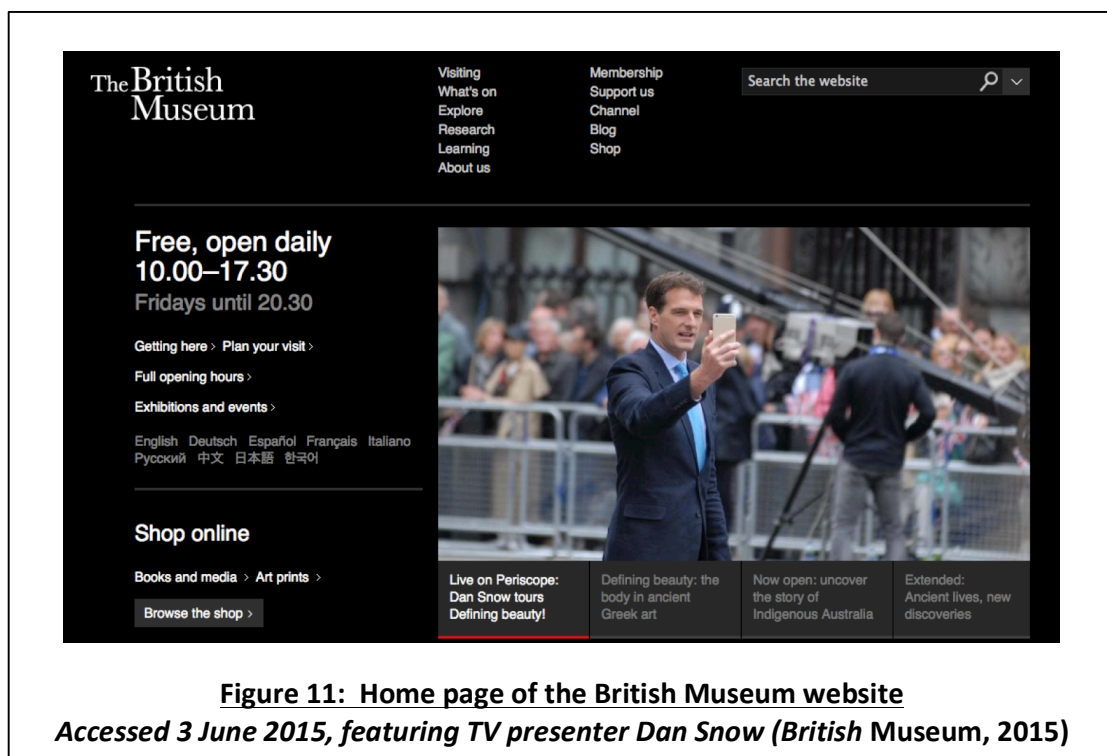 The British
Museum
Visiting
What's on
Explore
Research
Learning
About us
Membership
Support us
Channel
Blog
Shop
Search the website
Free, open daily
10.00–17.30
Fridays until 20.30
Getting here › Plan your visit ›
Full opening hours ›
Exhibitions and events ›
English Deutsch Español Français Italiano
Русский 中文 日本語 한국어
Shop online
Books and media › Art prints ›
Browse the shop ›
Live on Periscope:
Dan Snow tours
Defining beauty!
Defining beauty: the
body in ancient
Greek art
Now open: uncover
the story of
Indigenous Australia
Extended:
Ancient lives, new
discoveries
Figure 11: Home page of the British Museum website
Accessed 3 June 2015, featuring TV presenter Dan Snow (British Museum, 2015)